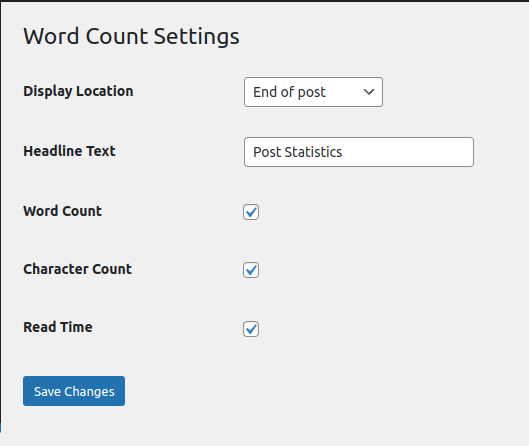 Word Count Settings
Display Location
End of post
Headline Text
Post Statistics
Word Count
Character Count
Read Time
Save Changes